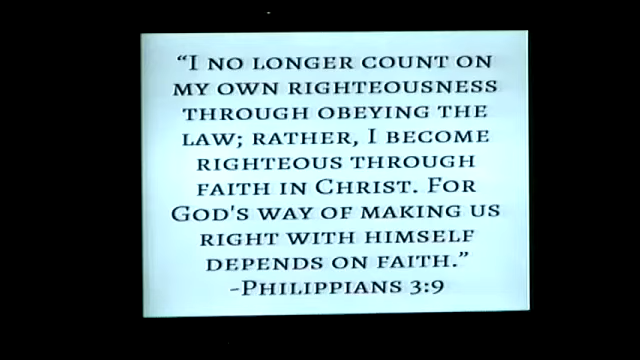 “I NO LONGER COUNT ON
MY OWN RIGHTEOUSNESS
THROUGH OBEYING THE
LAW; RATHER, I BECOME
RIGHTEOUS THROUGH
FAITH IN CHRIST. FOR
GOD'S WAY OF MAKING US
RIGHT WITH HIMSELF
DEPENDS ON FAITH.”
-PHILIPPIANS 3:9